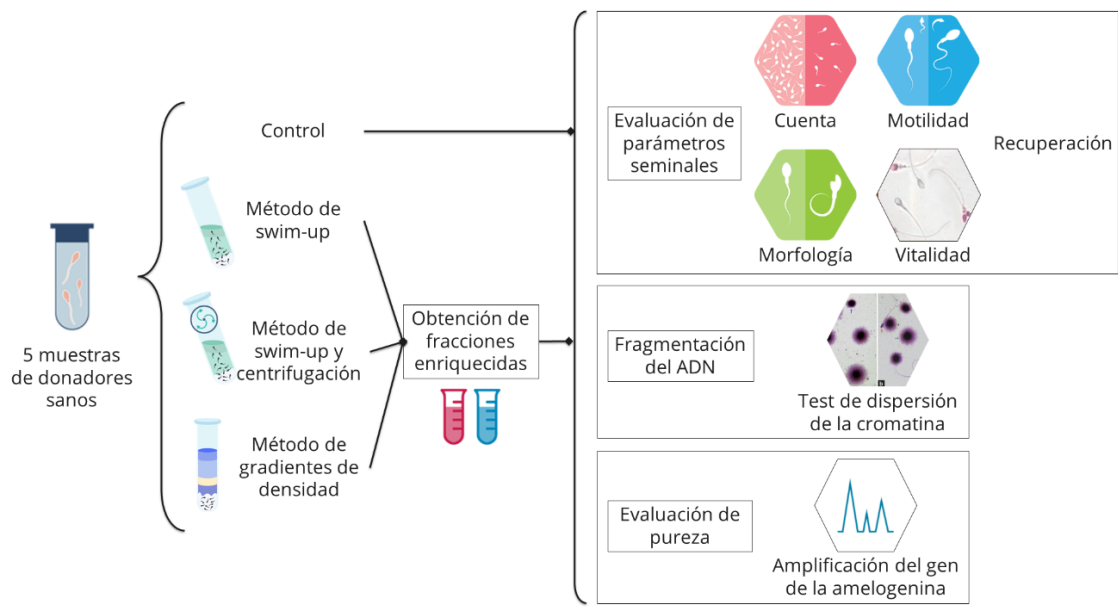 5 muestras
de donadores
sanos
Control
Método de
swim-up
Método de
swim-up y
centrifugación
Método de
gradientes de
densidad
Obtención de
fracciones
enriquecidas
Evaluación de
parámetros
seminales
Cuenta
Motilidad
Morfología
Vitalidad
Recuperación
Fragmentación
del ADN
b
Test de dispersión
de la cromatina
Evaluación de
pureza
Amplificación del gen
de la amelogenina